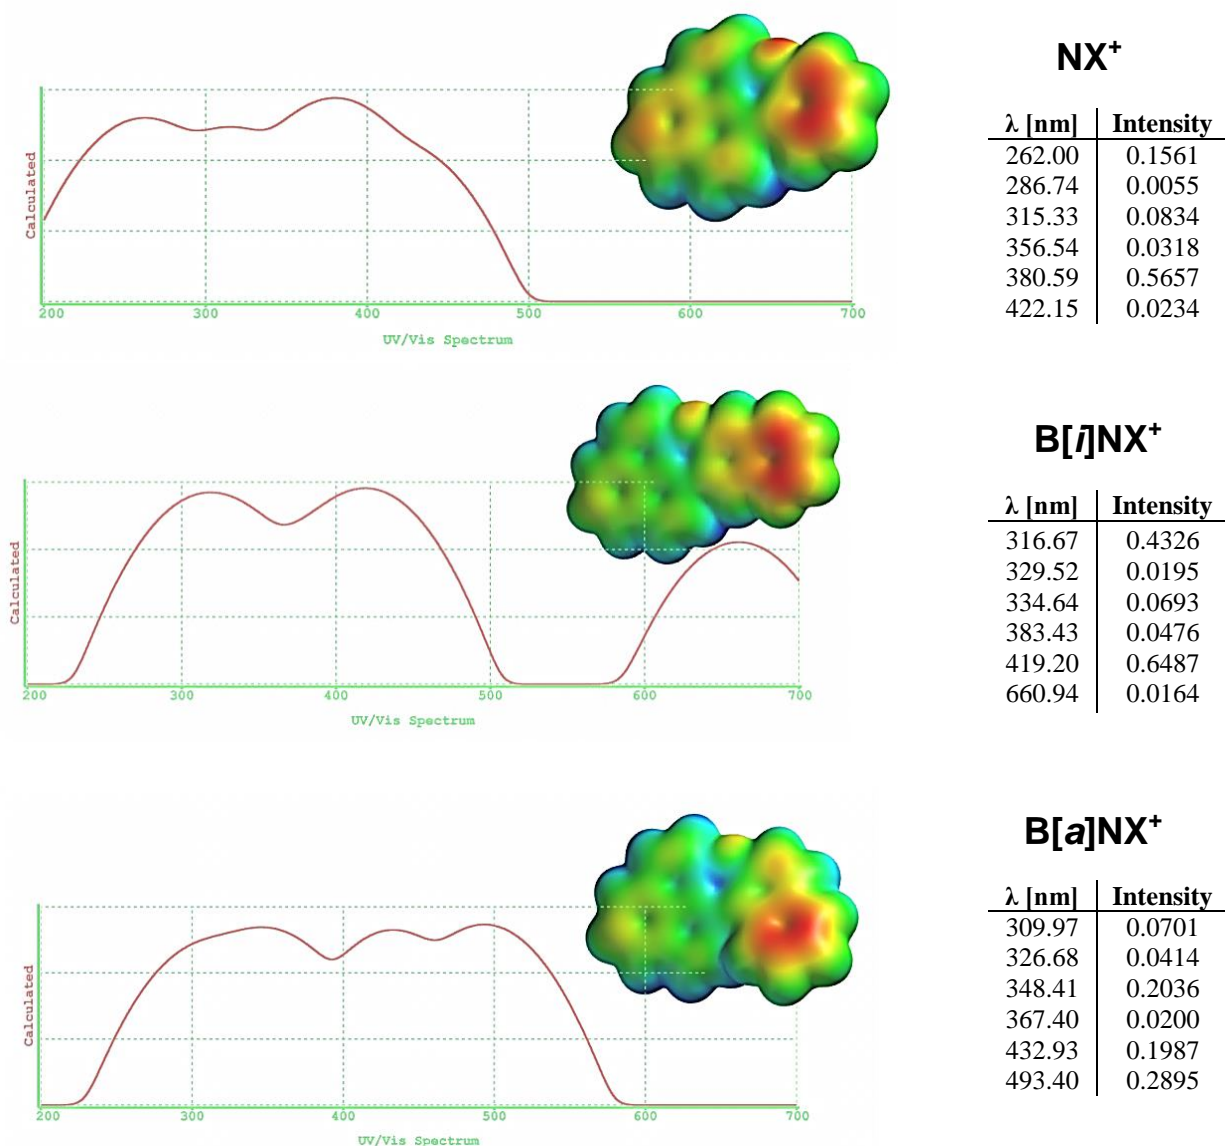 NX⁺
λ [nm] Intensity
262.00 0.1561
286.74 0.0055
315.33 0.0834
356.54 0.0318
380.59 0.5657
422.15 0.0234
Calculated
200 300 400 500 600 700
UV/Vis Spectrum
B[i]NX⁺
λ [nm] Intensity
316.67 0.4326
329.52 0.0195
334.64 0.0693
383.43 0.0476
419.20 0.6487
660.94 0.0164
Calculated
200 300 400 500 600 700
UV/Vis Spectrum
B[a]NX⁺
λ [nm] Intensity
309.97 0.0701
326.68 0.0414
348.41 0.2036
367.40 0.0200
432.93 0.1987
493.40 0.2895
Calculated
200 300 400 500 600 700
UV/Vis Spectrum